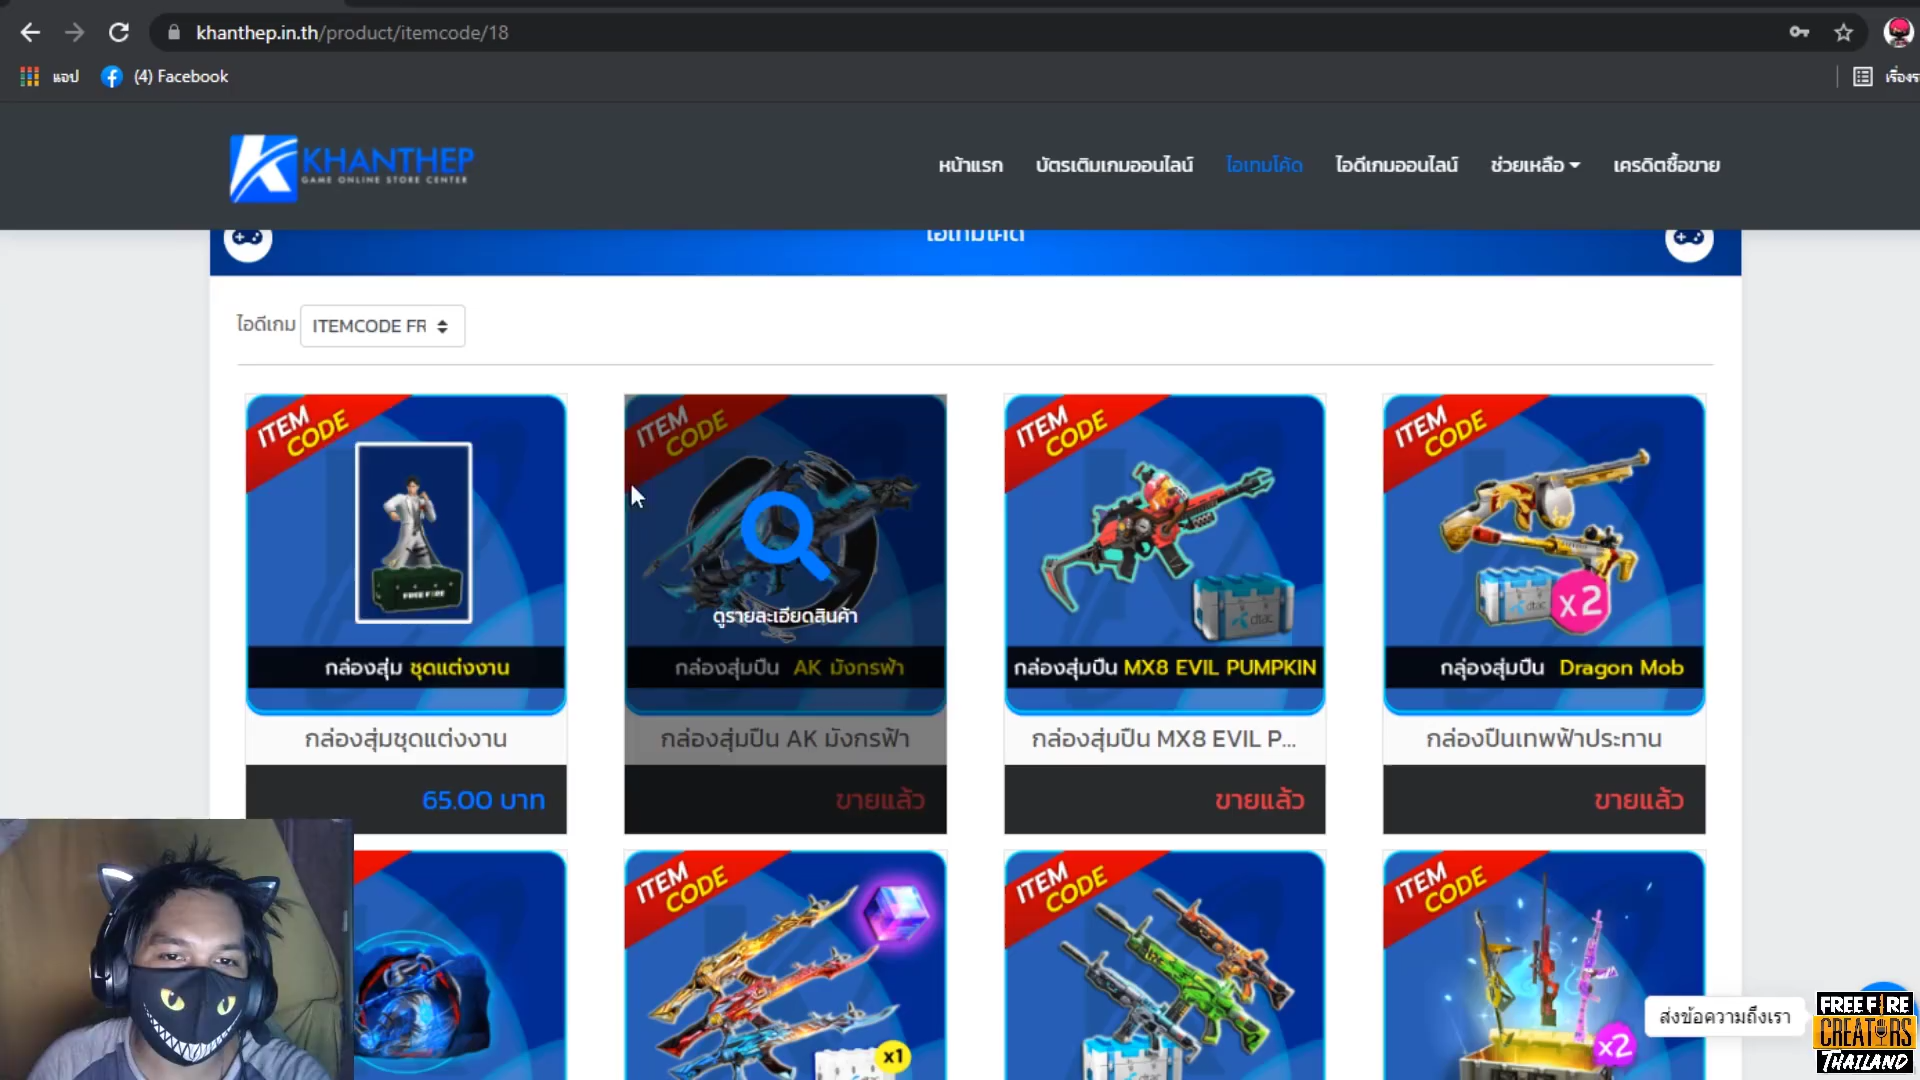 khanthep.in.th/product/itemcode/18
แอป
(4) Facebook
KHANTHEP
GAME ONLINE STORE CENTER
หน้าแรก
บัตรเติมเกมออนไลน์
ไอเทมโค้ด
ไอดีเกมออนไลน์
ช่วยเหลือ
เครดิตซื้อขาย
ไอเทมโค้ด
ไอดีเกม
ITEMCODE FR
ITEM CODE
FREE FIRE
กล่องสุ่ม ชุดแต่งงาน
กล่องสุ่มชุดแต่งงาน
65.00 บาท
ITEM CODE
ดูรายละเอียดสินค้า
กล่องสุ่มปืน AK มังกรฟ้า
กล่องสุ่มปืน AK มังกรฟ้า
ขายแล้ว
ITEM CODE
dtac
กล่องสุ่มปืน MX8 EVIL PUMPKIN
กล่องสุ่มปืน MX8 EVIL P...
ขายแล้ว
ITEM CODE
dtac
x2
กล่องสุ่มปืน Dragon Mob
กล่องปืนเทพฟ้าประทาน
ขายแล้ว
ITEM CODE
x1
ITEM CODE
ITEM CODE
x2
ส่งข้อความถึงเรา
FREE FIRE
CREATORS
THAILAND